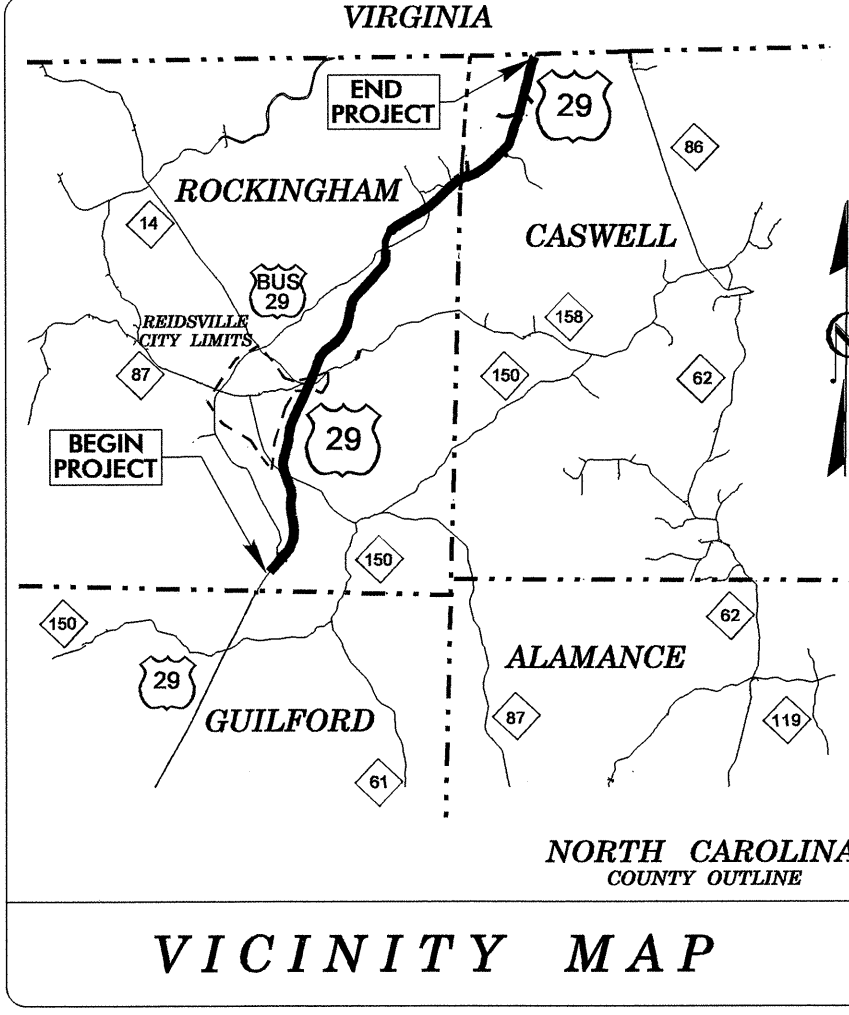 VIRGINIA
END
PROJECT
29
86
ROCKINGHAM
14
CASWELL
BUS
29
REIDSVILLE
CITY LIMITS
158
87
150
62
29
BEGIN
PROJECT
150
150
62
29
ALAMANCE
GUILFORD
87
119
61
NORTH CAROLINA
COUNTY OUTLINE
VICINITY MAP